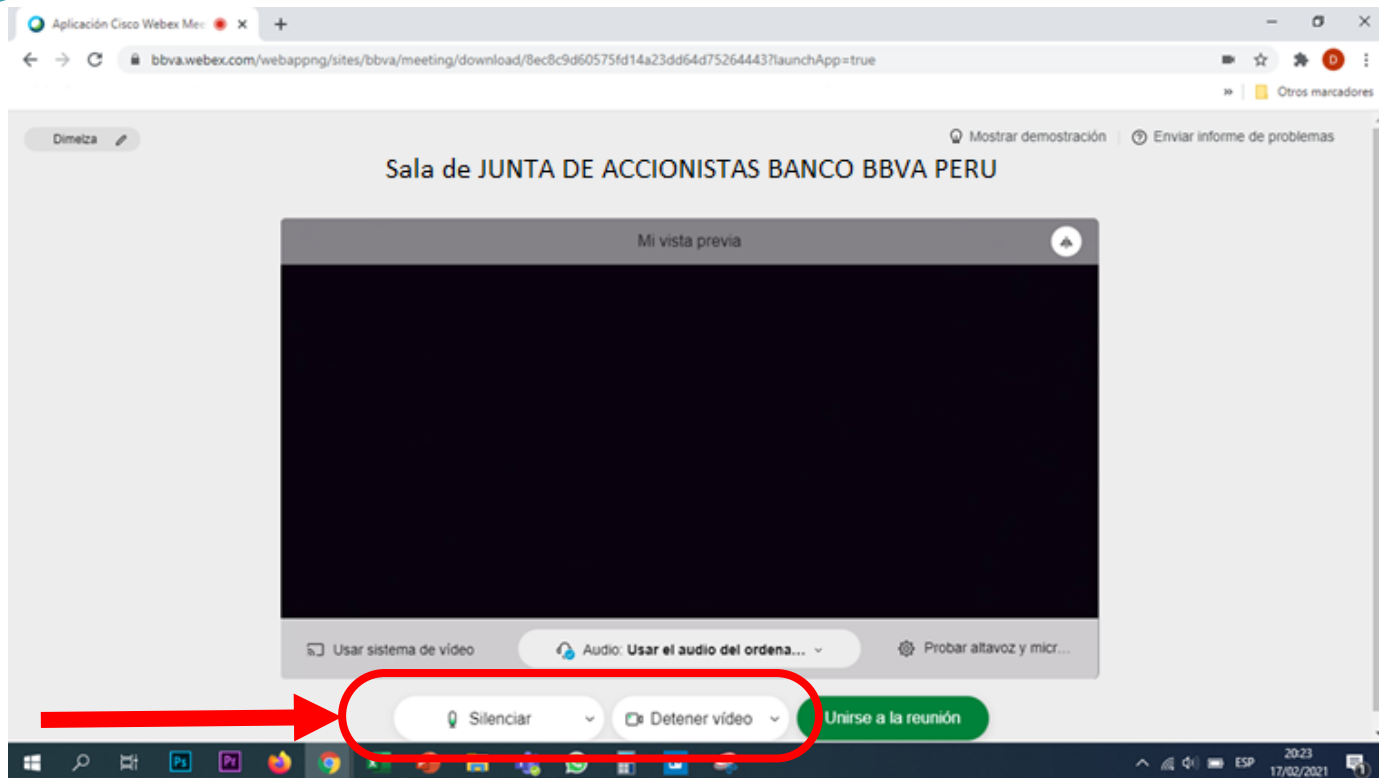 Aplicación Cisco Webex Mee
bbva.webex.com/webappng/sites/bbva/meeting/download/8ec8c9d60575fd14a23dd64d75264443?launchApp=true
D
» Otros marcadores
Dimelza
Mostrar demostración Enviar informe de problemas
Sala de JUNTA DE ACCIONISTAS BANCO BBVA PERU
Mi vista previa
Usar sistema de vídeo Audio: Usar el audio del ordena... Probar altavoz y micr...
Silenciar Detener vídeo Unirse a la reunión
Ps Pr ESP 20:23
17/02/2021